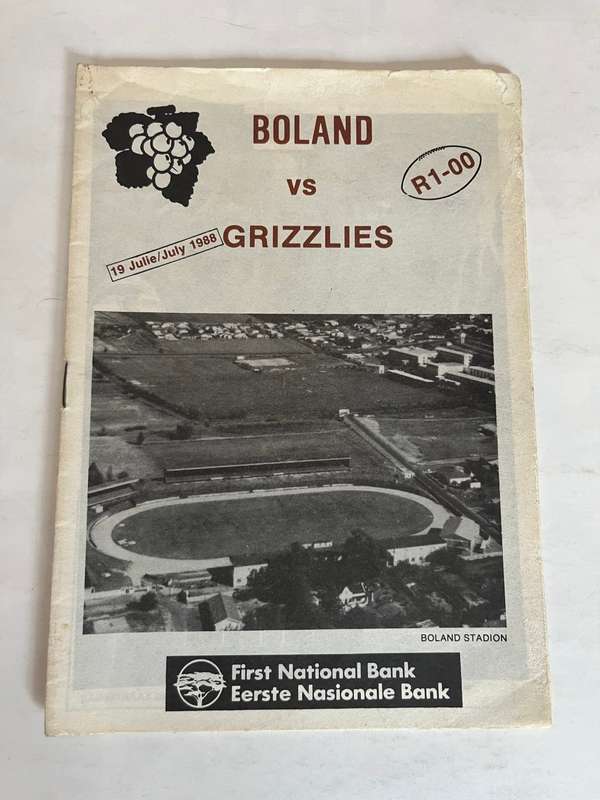 BOLAND
vs
GRIZZLIES
R1-00
19 Julie/July 1988
BOLAND STADION
First National Bank
Eerste Nasionale Bank